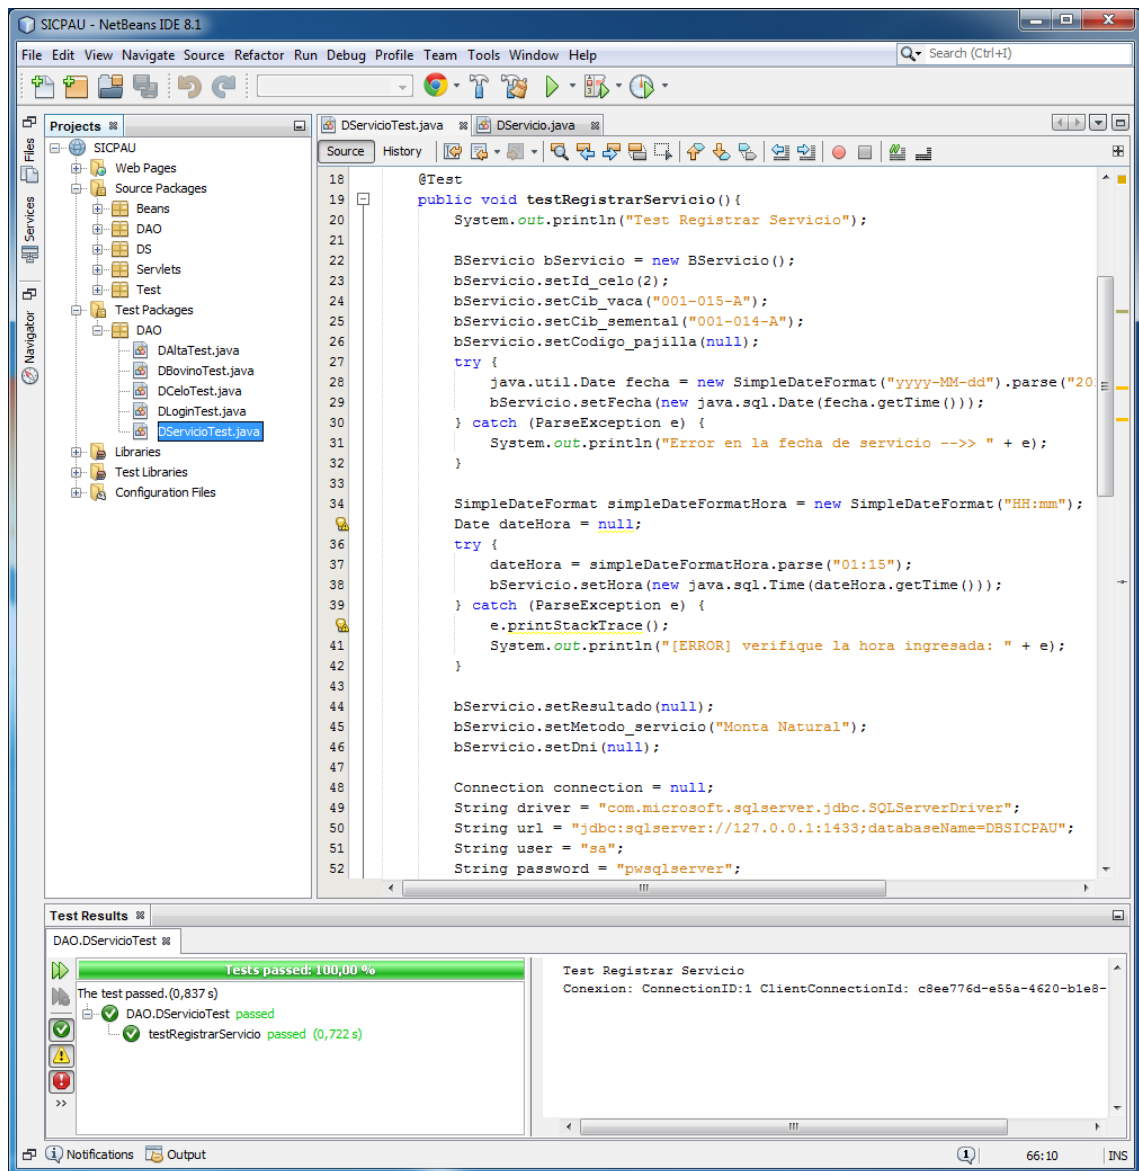 SICPAU - NetBeans IDE 8.1
File Edit View Navigate Source Refactor Run Debug Profile Team Tools Window Help
Search (Ctrl+I)
Files
Services
Navigator
Projects
SICPAU
Web Pages
Source Packages
Beans
DAO
DS
Servlets
Test
Test Packages
DAO
DAltaTest.java
DBovinoTest.java
DCeloTest.java
DLoginTest.java
DServicioTest.java
Libraries
Test Libraries
Configuration Files
DServicioTest.java DServicio.java
Source History
18 @Test
19 public void testRegistrarServicio(){
20 System.out.println("Test Registrar Servicio");
21
22 BServicio bServicio = new BServicio();
23 bServicio.setId_celo(2);
24 bServicio.setCib_vaca("001-015-A");
25 bServicio.setCib_semental("001-014-A");
26 bServicio.setCodigo_pajilla(null);
27 try {
28 java.util.Date fecha = new SimpleDateFormat("yyyy-MM-dd").parse("20
29 bServicio.setFecha(new java.sql.Date(fecha.getTime()));
30 } catch (ParseException e) {
31 System.out.println("Error en la fecha de servicio -->> " + e);
32 }
33
34 SimpleDateFormat simpleDateFormatHora = new SimpleDateFormat("HH:mm");
Date dateHora = null;
36 try {
37 dateHora = simpleDateFormatHora.parse("01:15");
38 bServicio.setHora(new java.sql.Time(dateHora.getTime()));
39 } catch (ParseException e) {
e.printStackTrace();
41 System.out.println("[ERROR] verifique la hora ingresada: " + e);
42 }
43
44 bServicio.setResultado(null);
45 bServicio.setMetodo_servicio("Monta Natural");
46 bServicio.setDni(null);
47
48 Connection connection = null;
49 String driver = "com.microsoft.sqlserver.jdbc.SQLServerDriver";
50 String url = "jdbc:sqlserver://127.0.0.1:1433;databaseName=DBSICPAU";
51 String user = "sa";
52 String password = "pwsqlserver";
Test Results
DAO.DServicioTest
Tests passed: 100,00 %
The test passed.(0,837 s)
DAO.DServicioTest passed
testRegistrarServicio passed (0,722 s)
>>
Test Registrar Servicio
Conexion: ConnectionID:1 ClientConnectionId: c8ee776d-e55a-4620-b1e8-
Notifications Output
1 66:10 INS